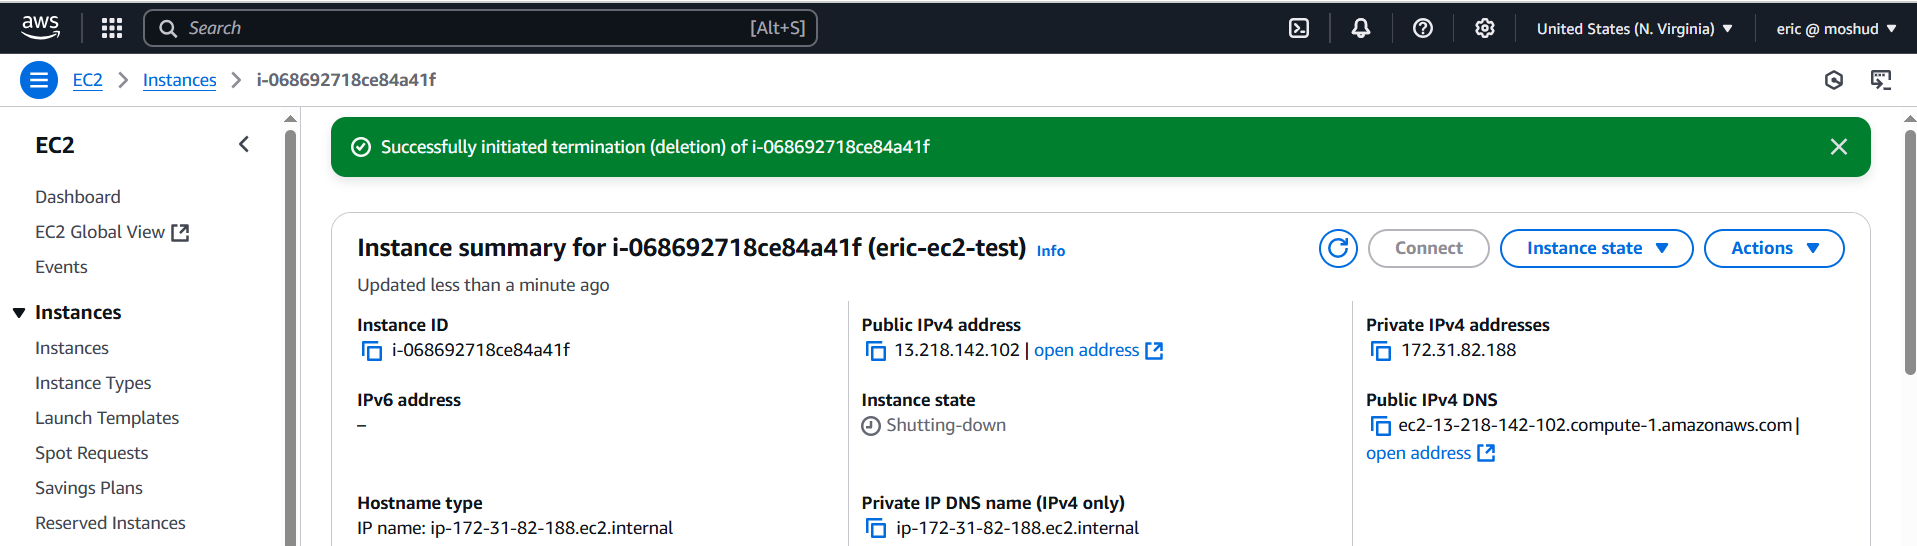 aws
Search [Alt+S]
United States (N. Virginia)
eric @ moshud
EC2 Instances i-068692718ce84a41f
EC2
Dashboard
EC2 Global View
Events
Instances
Instances
Instance Types
Launch Templates
Spot Requests
Savings Plans
Reserved Instances
Successfully initiated termination (deletion) of i-068692718ce84a41f
Instance summary for i-068692718ce84a41f (eric-ec2-test) Info
Connect
Instance state
Actions
Updated less than a minute ago
Instance ID
i-068692718ce84a41f
Public IPv4 address
13.218.142.102 | open address
Private IPv4 addresses
172.31.82.188
IPv6 address
–
Instance state
Shutting-down
Public IPv4 DNS
ec2-13-218-142-102.compute-1.amazonaws.com |
open address
Hostname type
IP name: ip-172-31-82-188.ec2.internal
Private IP DNS name (IPv4 only)
ip-172-31-82-188.ec2.internal